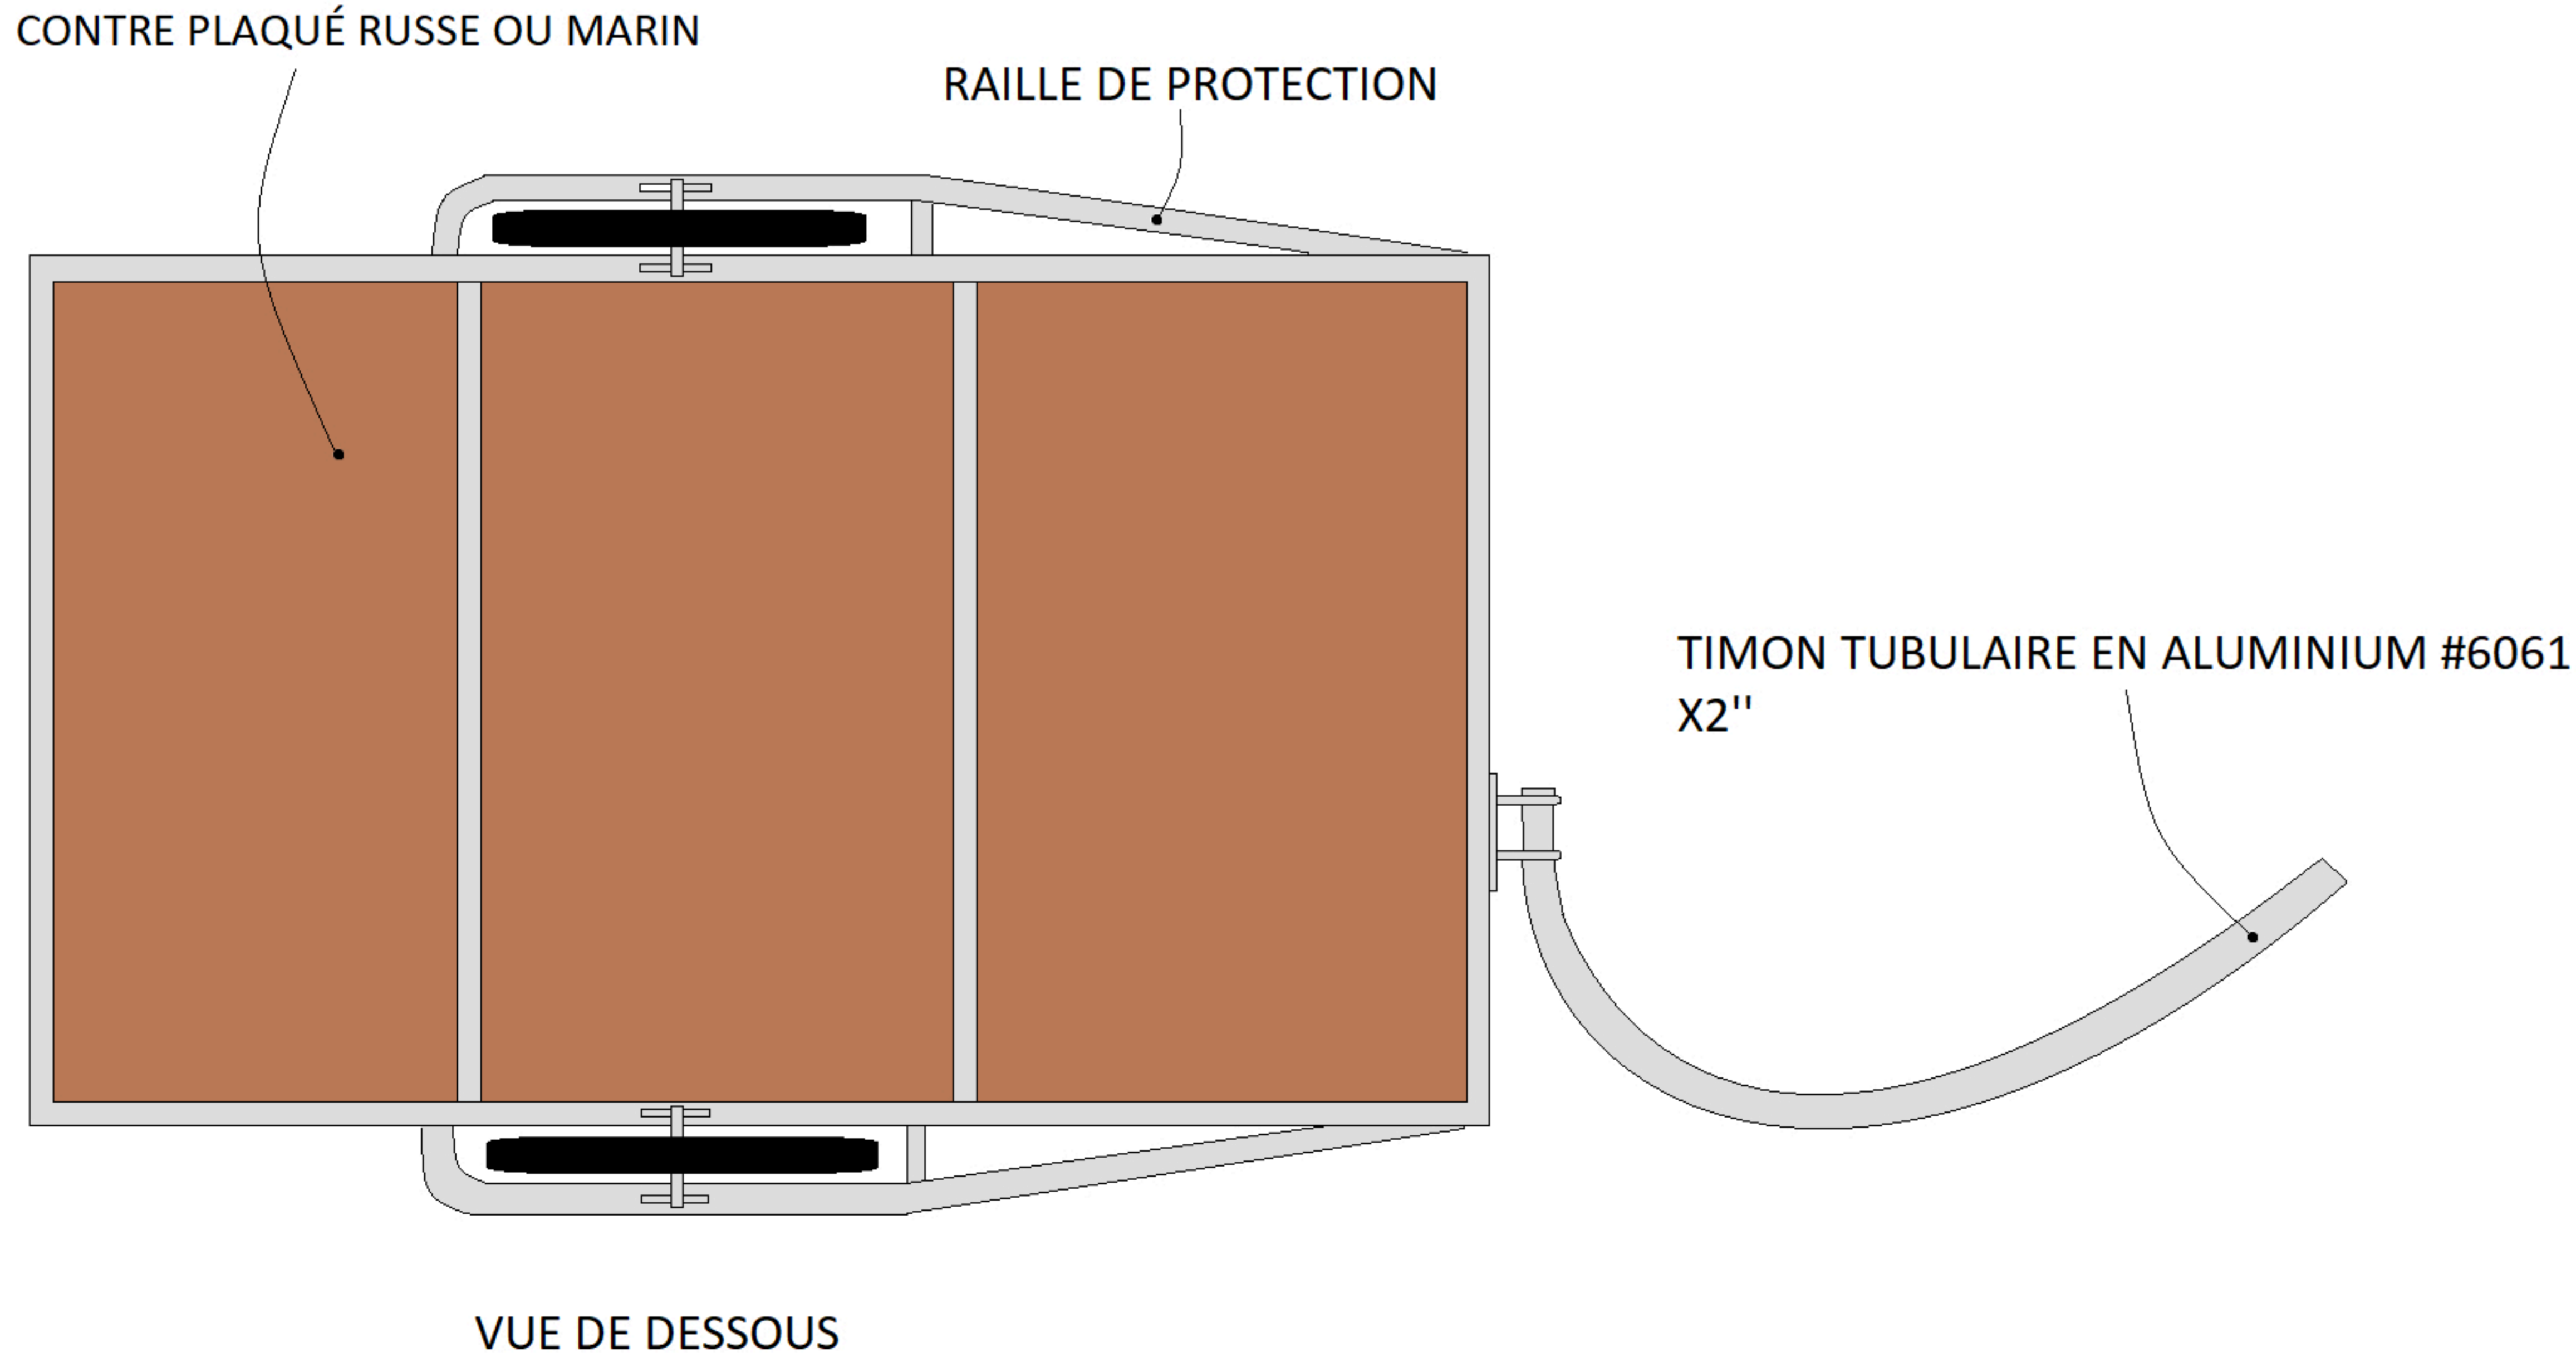 CONTRE PLAQUÉ RUSSE OU MARIN
RAILLE DE PROTECTION
TIMON TUBULAIRE EN ALUMINIUM #6061
X2''
VUE DE DESSOUS